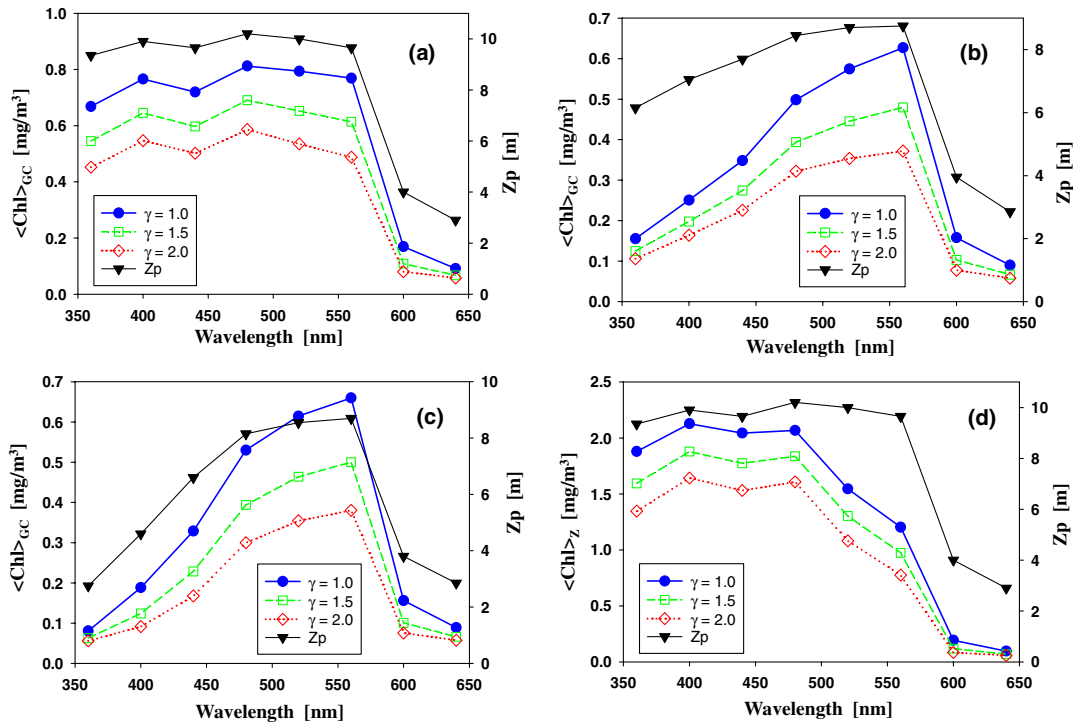 (a)
<Chl>GC [mg/m³]
1.0
0.8
0.6
0.4
0.2
0.0
10
8
6
4
2
0
Zp [m]
γ = 1.0
γ = 1.5
γ = 2.0
Zp
350 400 450 500 550 600 650
Wavelength [nm]
(b)
<Chl>GC [mg/m³]
0.7
0.6
0.5
0.4
0.3
0.2
0.1
0.0
8
6
4
2
0
Zp [m]
γ = 1.0
γ = 1.5
γ = 2.0
Zp
350 400 450 500 550 600 650
Wavelength [nm]
(c)
<Chl>GC [mg/m³]
0.7
0.6
0.5
0.4
0.3
0.2
0.1
0.0
10
8
6
4
2
0
Zp [m]
γ = 1.0
γ = 1.5
γ = 2.0
Zp
350 400 450 500 550 600 650
Wavelength [nm]
(d)
<Chl>Z [mg/m³]
2.5
2.0
1.5
1.0
0.5
0.0
10
8
6
4
2
0
Zp [m]
γ = 1.0
γ = 1.5
γ = 2.0
Zp
350 400 450 500 550 600 650
Wavelength [nm]